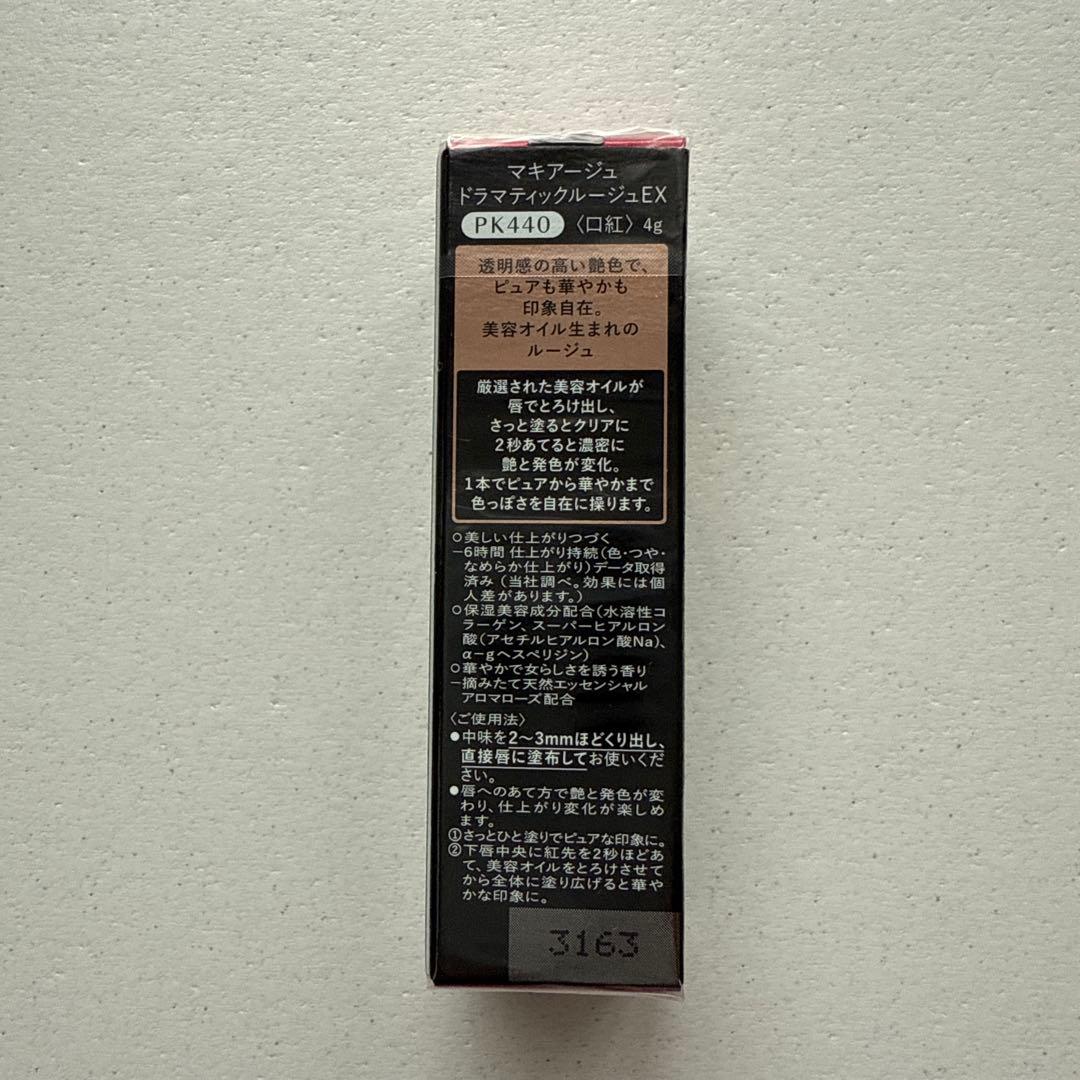 マキアージュ
ドラマティックルージュEX
PK440 〈口紅〉4g
透明感の高い艶色で、
ピュアも華やかも
印象自在。
美容オイル生まれの
ルージュ
厳選された美容オイルが
唇でとろけ出し、
さっと塗るとクリアに
2秒あてると濃密に
艶と発色が変化。
1本でピュアから華やかまで
色っぽさを自在に操ります。
○美しい仕上がりつづく
−6時間 仕上がり持続(色・つや・
なめらか仕上がり)データ取得
済み(当社調べ。効果には個
人差があります。)
○保湿美容成分配合(水溶性コ
ラーゲン、スーパーヒアルロン
酸(アセチルヒアルロン酸Na)、
α−gヘスペリジン)
○華やかで女らしさを誘う香り
−摘みたて天然エッセンシャル
アロマローズ配合
〈ご使用法〉
●中味を2〜3mmほどくり出し、
直接唇に塗布してお使いくだ
さい。
●唇へのあて方で艶と発色が変
わり、仕上がり変化が楽しめ
ます。
①さっとひと塗りでピュアな印象に。
②下唇中央に紅先を2秒ほどあ
て、美容オイルをとろけさせて
から全体に塗り広げると華や
かな印象に。
3163